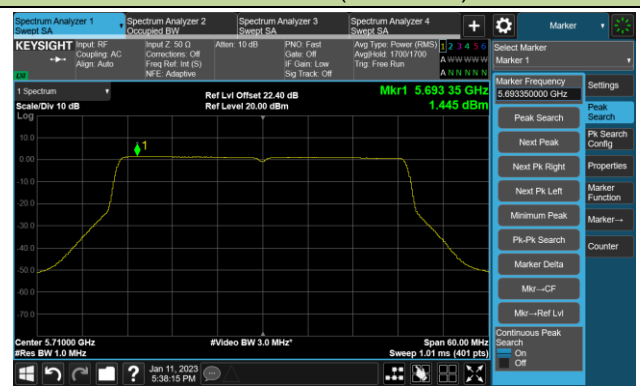 Spectrum Analyzer 1
Swept SA
Spectrum Analyzer 2
Occupied BW
Spectrum Analyzer 3
Swept SA
Spectrum Analyzer 4
Swept SA
+
Marker
KEYSIGHT
Input: RF
Coupling: AC
Align: Auto
Input Z: 50 Ω
Corrections: Off
Freq Ref: Int (S)
NFE: Adaptive
Atten: 10 dB
PNO: Fast
Gate: Off
IF Gain: Low
Sig Track: Off
Avg Type: Power (RMS)
Avg|Hold: 1700/1700
Trig: Free Run
1 2 3 4 5 6
A W W W W W
A N N N N N
Select Marker
Marker 1
1 Spectrum
Scale/Div 10 dB
Log
Ref Lvl Offset 22.40 dB
Ref Level 20.00 dBm
Mkr1 5.693 35 GHz
1.445 dBm
10.0
0.00
-10.0
-20.0
-30.0
-40.0
-50.0
-60.0
-70.0
1
Center 5.71000 GHz
#Res BW 1.0 MHz
#Video BW 3.0 MHz*
Span 60.00 MHz
Sweep 1.01 ms (401 pts)
Marker Frequency
5.693350000 GHz
Peak Search
Next Peak
Next Pk Right
Next Pk Left
Minimum Peak
Pk-Pk Search
Marker Delta
Mkr→CF
Mkr→Ref Lvl
Continuous Peak
Search
On
Off
Settings
Peak
Search
Pk Search
Config
Properties
Marker
Function
Marker→
Counter
?
Jan 11, 2023
5:38:15 PM